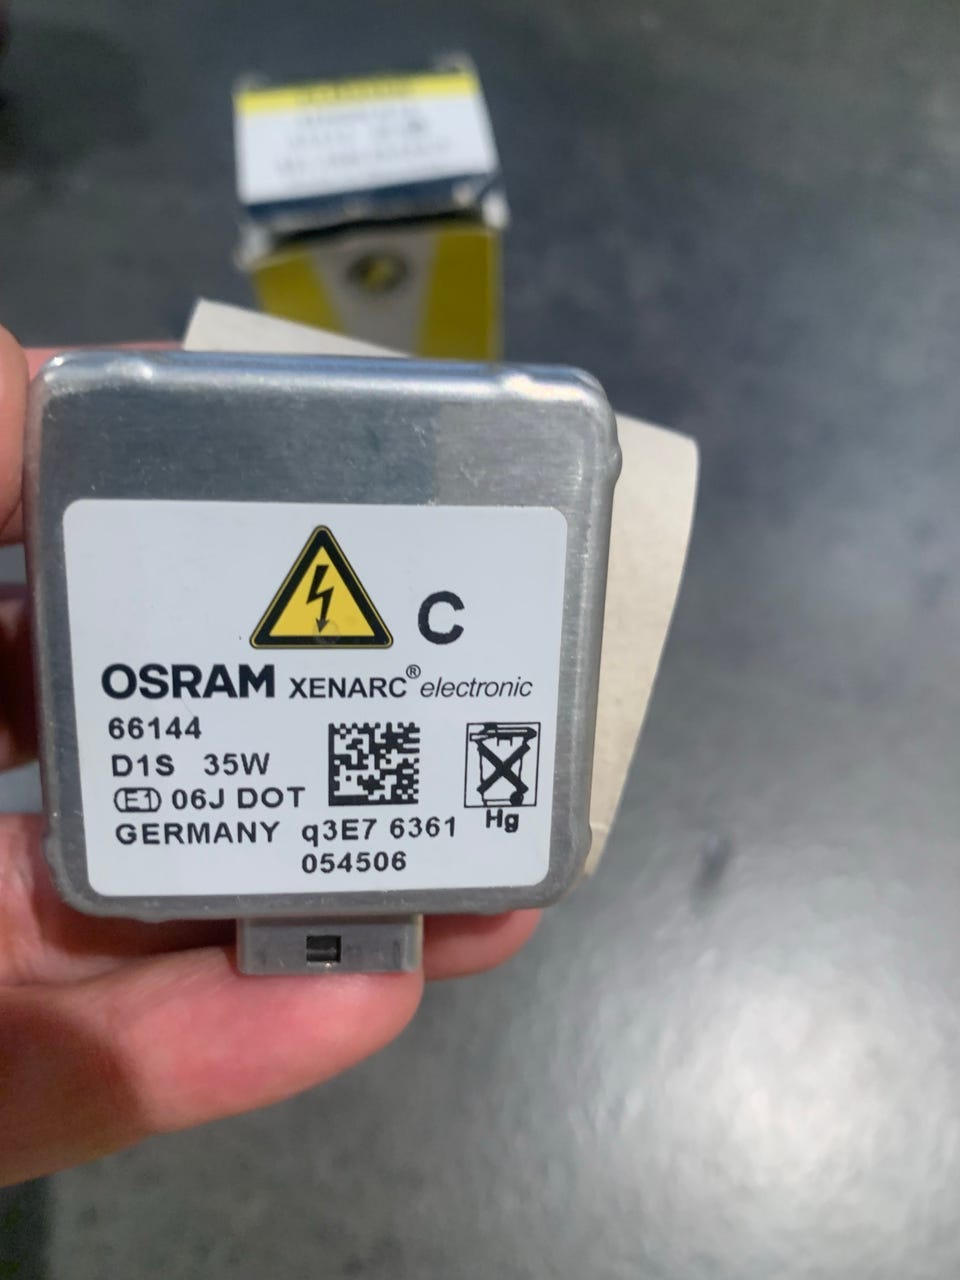 C
OSRAM XENARC® electronic
66144
D1S 35W
E1 06J DOT
GERMANY q3E7 6361
054506
Hg